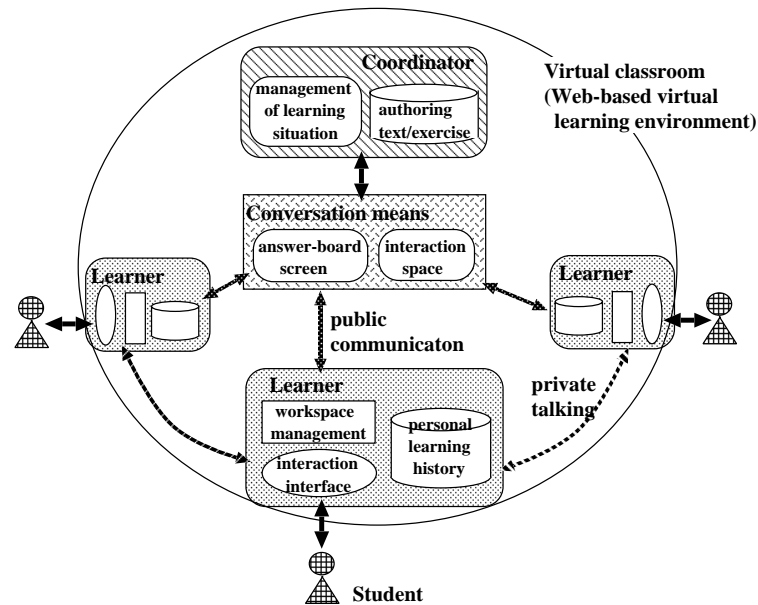 Coordinator
management
of learning
situation
authoring
text/exercise
Virtual classroom
(Web-based virtual
learning environment)
Conversation means
answer-board
screen
interaction
space
Learner
Learner
public
communicaton
Learner
workspace
management
interaction
interface
personal
learning
history
private
talking
Student